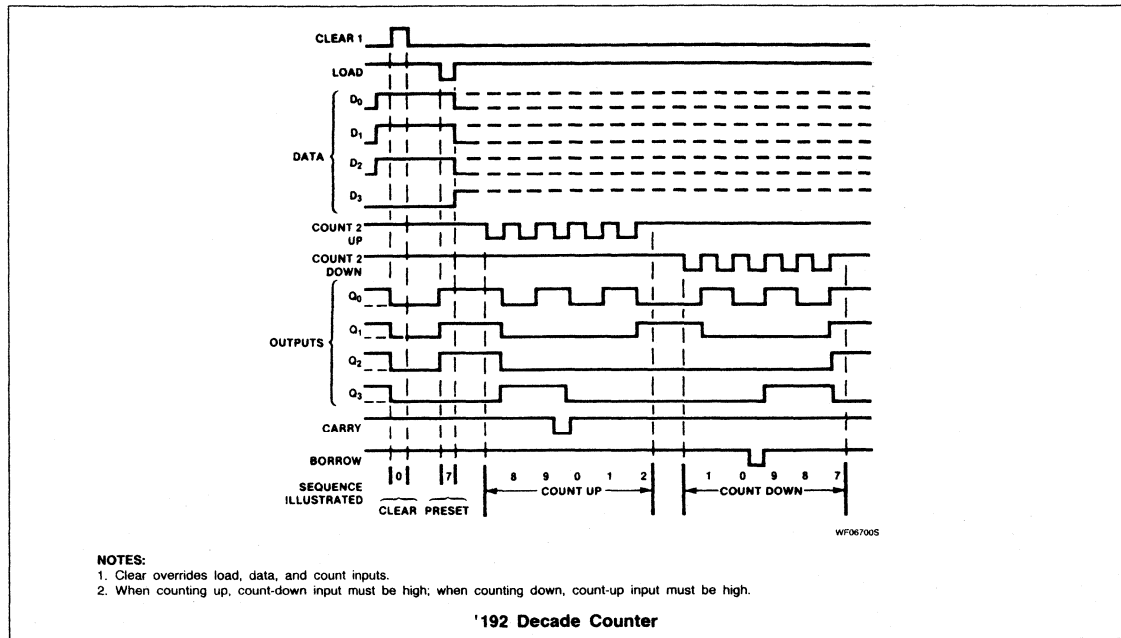 CLEAR 1
LOAD
D0
D1
DATA
D2
D3
COUNT 2
UP
COUNT 2
DOWN
Q0
Q1
OUTPUTS
Q2
Q3
CARRY
BORROW
SEQUENCE
ILLUSTRATED
0 7 8 9 0 1 2 1 0 9 8 7
COUNT UP COUNT DOWN
CLEAR PRESET
WF06700S
NOTES:
1. Clear overrides load, data, and count inputs.
2. When counting up, count-down input must be high; when counting down, count-up input must be high.
'192 Decade Counter